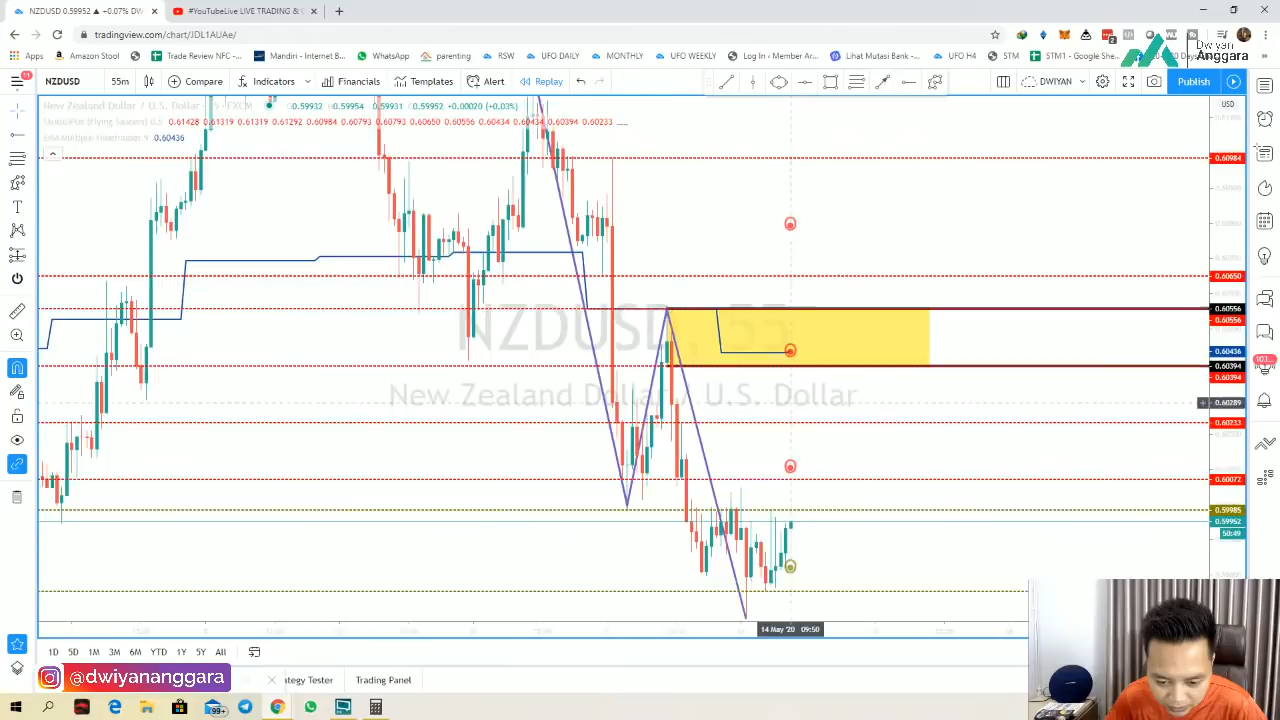 NZDUSD 0.59952 ▲ +0.07% DW
#YouTubeLive LIVE TRADING &
tradingview.com/chart/JDL1AUAe/
Apps
Amazon Stool
Trade Review NFC -...
Mandiri - Internet B...
WhatsApp
parenting
RSW
UFO DAILY
MONTHLY
UFO WEEKLY
Log In - Member Ar...
Lihat Mutasi Bank -...
UFO H4
STM
Dwiyan
Anggara
NZDUSD
55m
Compare
Indicators
Financials
Templates
Alert
Replay
DWIYAN
Publish
New Zealand Dollar / U.S. Dollar
FXCM
0.59932
0.59954
0.59931
0.59952 +0.00020 (+0.03%)
0.61428 0.61319 0.61319 0.61292 0.60984 0.60793 0.60793 0.60650 0.60556 0.60434 0.60434 0.60394 0.60233
0.60436
USD
0.60984
0.60650
0.60556
0.60556
0.60436
0.60394
0.60394
0.60289
0.60233
0.60072
0.59985
0.59952
50:49
NZDUSD, 55
New Zealand Dollar / U.S. Dollar
14 May '20 09:50
1D
5D
1M
3M
6M
YTD
1Y
5Y
All
@dwiyananggara
ategy Tester
Trading Panel
99+